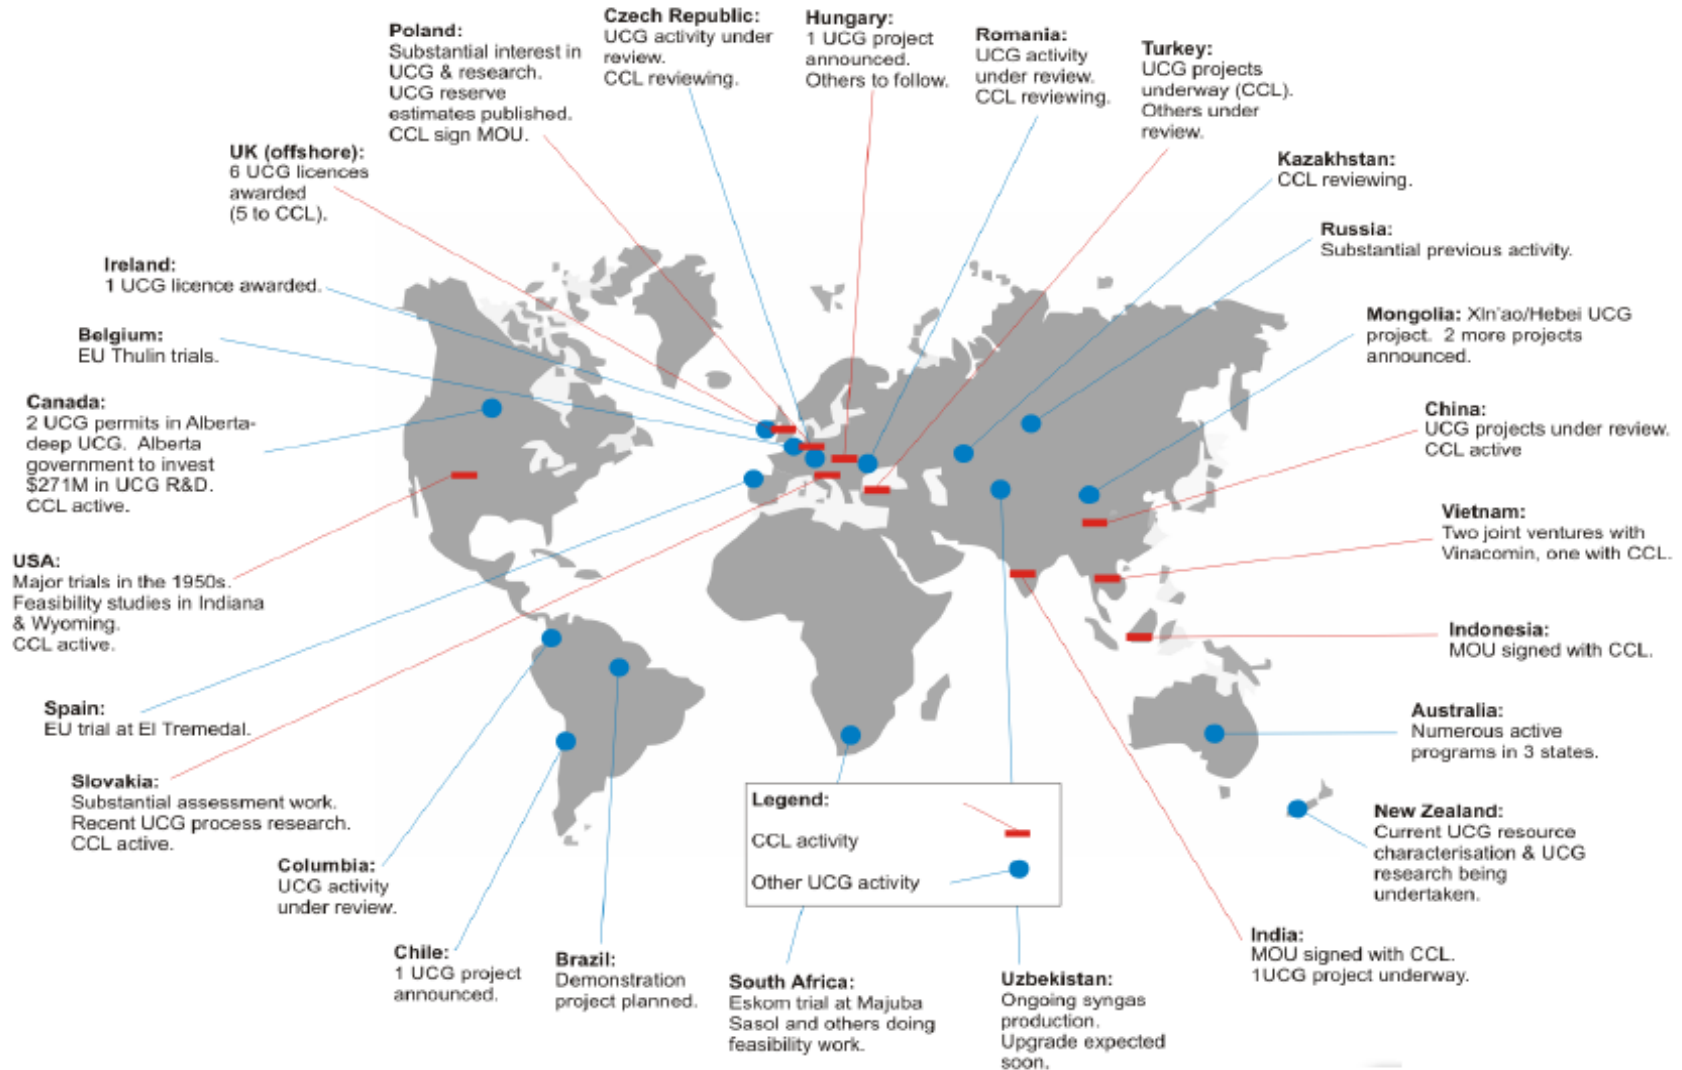 Czech Republic:
UCG activity under
review.
CCL reviewing.
Hungary:
1 UCG project
announced.
Others to follow.
Poland:
Substantial interest in
UCG & research.
UCG reserve
estimates published.
CCL sign MOU.
Romania:
UCG activity
under review.
CCL reviewing.
Turkey:
UCG projects
underway (CCL).
Others under
review.
UK (offshore):
6 UCG licences
awarded
(5 to CCL).
Kazakhstan:
CCL reviewing.
Russia:
Substantial previous activity.
Ireland:
1 UCG licence awarded.
Mongolia: XIn'ao/Hebei UCG
project. 2 more projects
announced.
Belgium:
EU Thulin trials.
Canada:
2 UCG permits in Alberta-
deep UCG. Alberta
government to invest
$271M in UCG R&D.
CCL active.
China:
UCG projects under review.
CCL active
Vietnam:
Two joint ventures with
Vinacomin, one with CCL.
USA:
Major trials in the 1950s.
Feasibility studies in Indiana
& Wyoming.
CCL active.
Indonesia:
MOU signed with CCL.
Spain:
EU trial at El Tremedal.
Australia:
Numerous active
programs in 3 states.
Slovakia:
Substantial assessment work.
Recent UCG process research.
CCL active.
Legend:
CCL activity
Other UCG activity
New Zealand:
Current UCG resource
characterisation & UCG
research being
undertaken.
Columbia:
UCG activity
under review.
India:
MOU signed with CCL.
1UCG project underway.
Chile:
1 UCG project
announced.
Brazil:
Demonstration
project planned.
South Africa:
Eskom trial at Majuba
Sasol and others doing
feasibility work.
Uzbekistan:
Ongoing syngas
production.
Upgrade expected
soon.